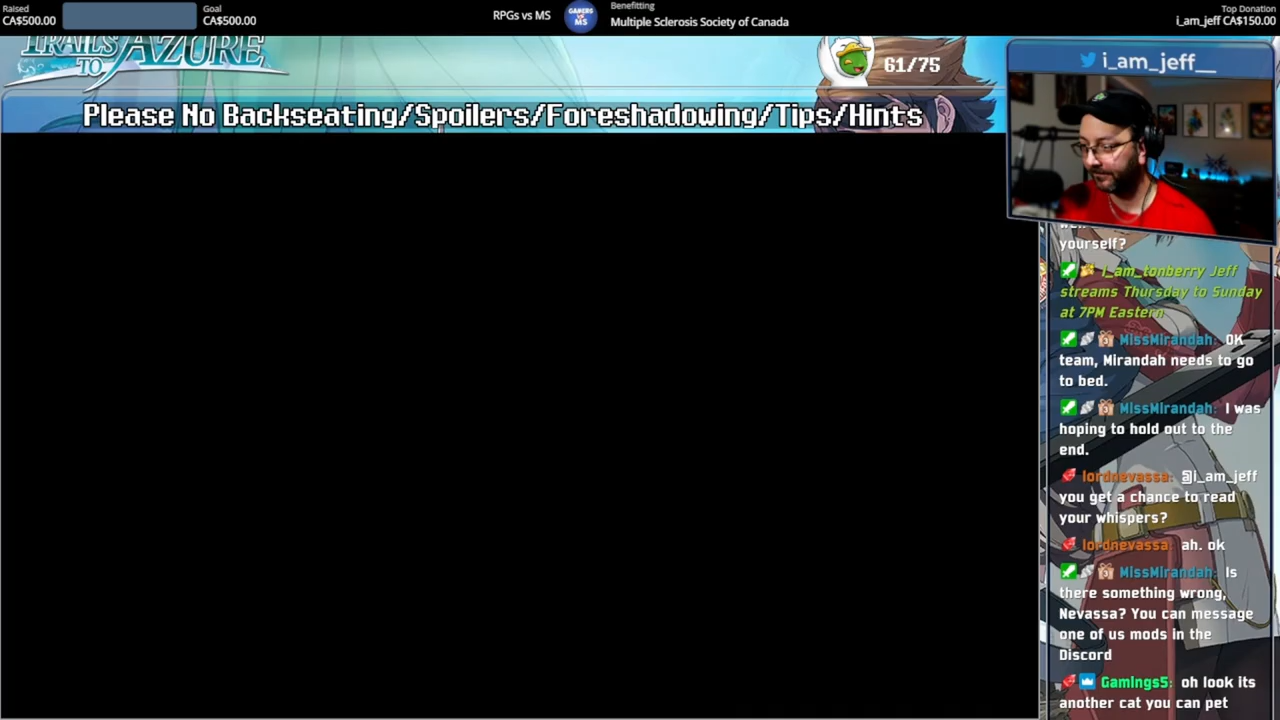 Raised
CA$500.00
Goal
CA$500.00
RPGs vs MS
GAMERS
VS
MS
Benefitting
Multiple Sclerosis Society of Canada
Top Donation
i_am_jeff CA$150.00
TRAILS
TO AZURE
61/75
i_am_jeff__
Please No Backseating/Spoilers/Foreshadowing/Tips/Hints
yourself?
i_am_tonberry Jeff
streams Thursday to Sunday
at 7PM Eastern
MissMirandah: OK
team, Mirandah needs to go
to bed.
MissMirandah: I was
hoping to hold out to the
end.
lordnevassa: @i_am_jeff
you get a chance to read
your whispers?
lordnevassa: ah. ok
MissMirandah: Is
there something wrong,
Nevassa? You can message
one of us mods in the
Discord
Gamings5: oh look its
another cat you can pet